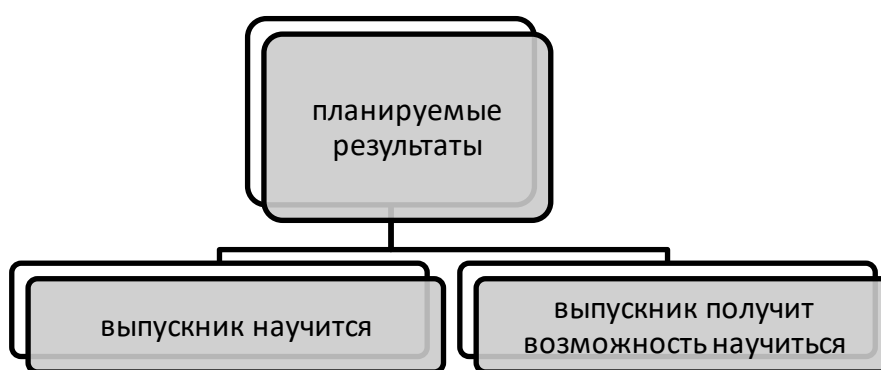 планируемые
результаты
выпускник научится
выпускник получит
возможность научиться